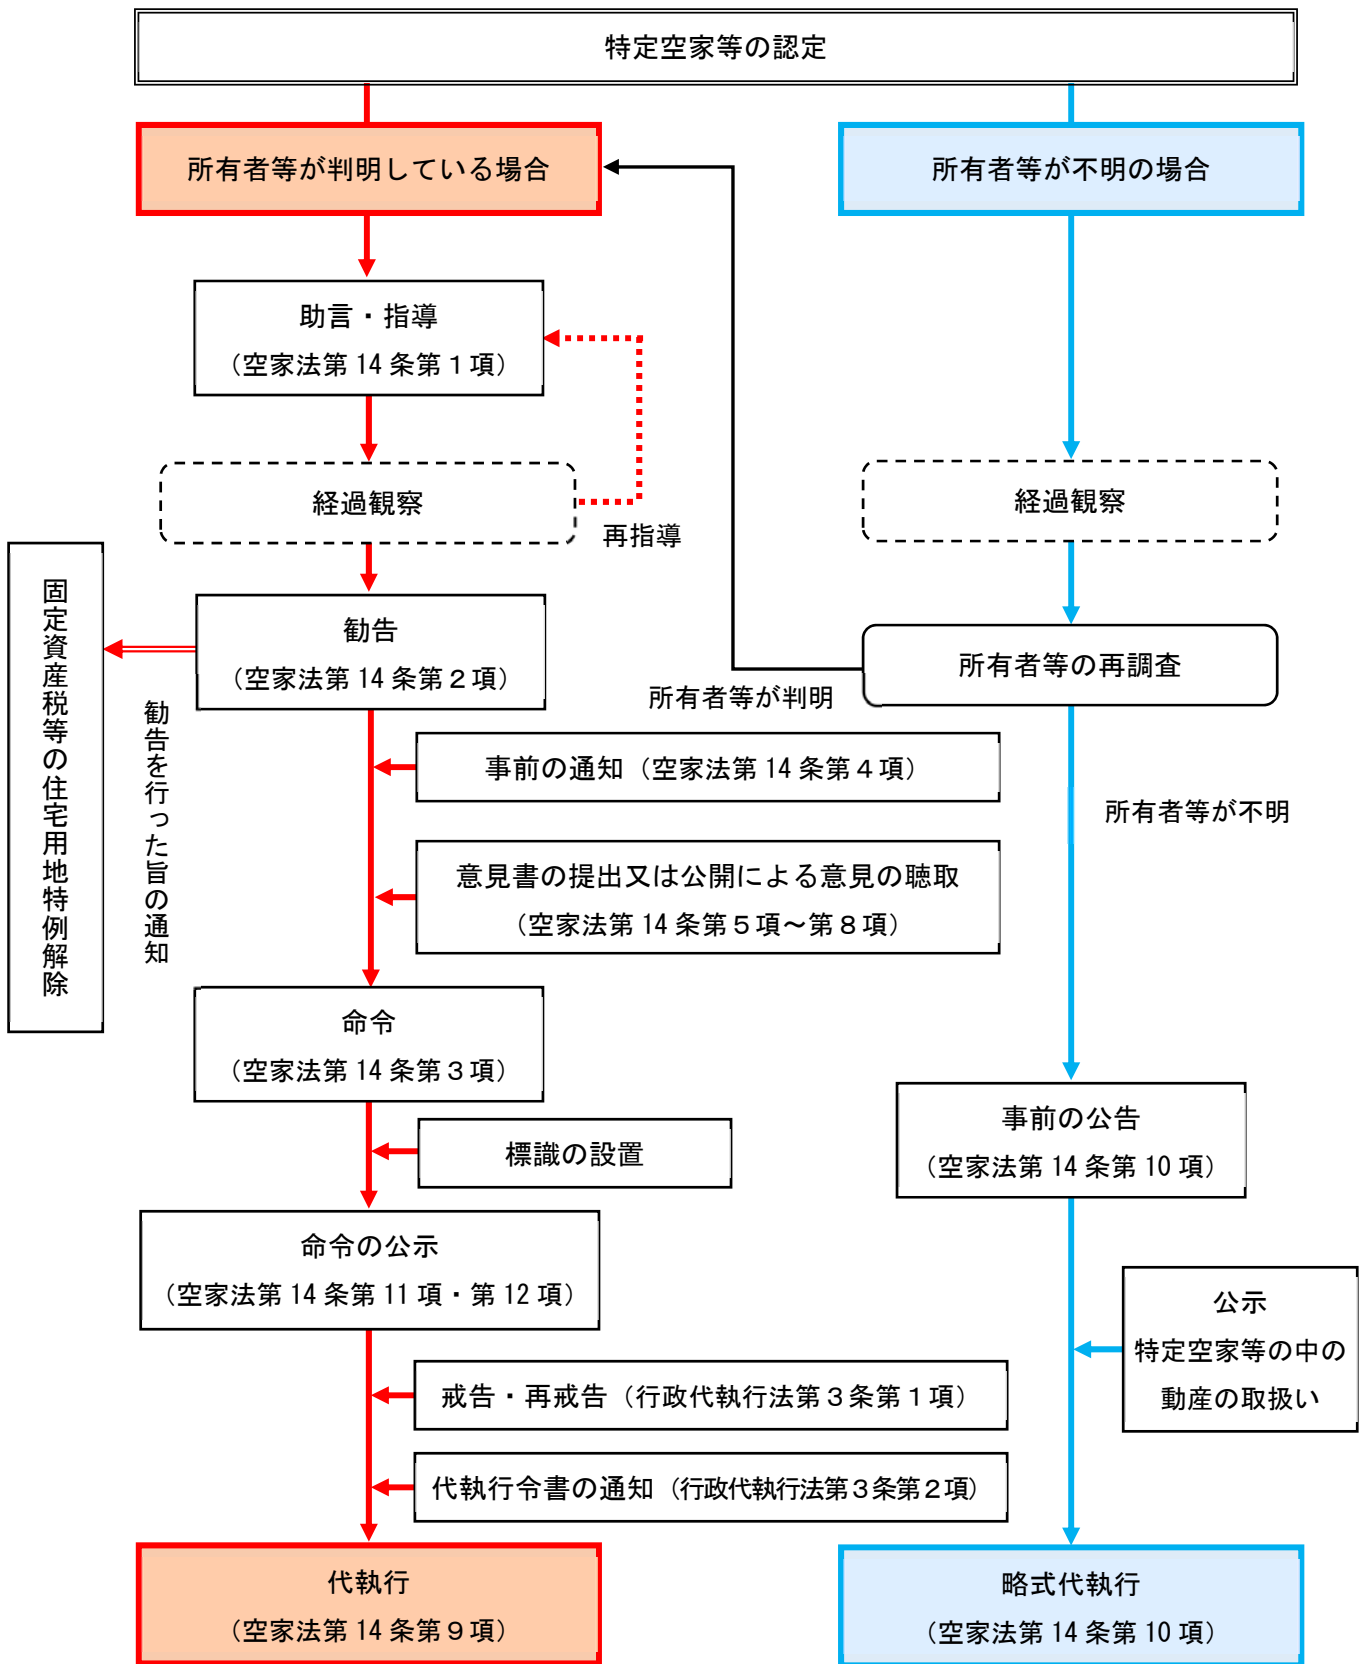 特定空家等の認定
所有者等が判明している場合
所有者等が不明の場合
助言・指導
（空家法第 14 条第１項）
経過観察
再指導
経過観察
固定資産税等の住宅用地特例解除
勧告を行った旨の通知
勧告
（空家法第 14 条第２項）
所有者等の再調査
所有者等が判明
所有者等が不明
事前の通知（空家法第 14 条第４項）
意見書の提出又は公開による意見の聴取
（空家法第 14 条第５項～第８項）
命令
（空家法第 14 条第３項）
標識の設置
事前の公告
（空家法第 14 条第 10 項）
命令の公示
（空家法第 14 条第 11 項・第 12 項）
公示
特定空家等の中の
動産の取扱い
戒告・再戒告（行政代執行法第３条第１項）
代執行令書の通知（行政代執行法第３条第２項）
代執行
（空家法第 14 条第９項）
略式代執行
（空家法第 14 条第 10 項）